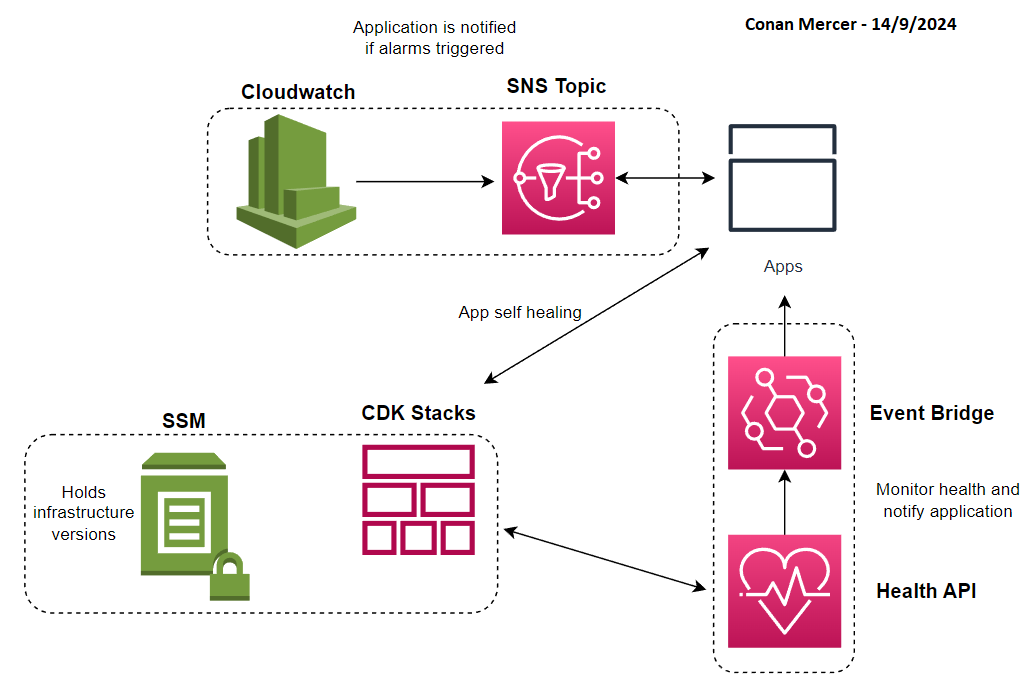 Application is notified
if alarms triggered
Conan Mercer - 14/9/2024
Cloudwatch
SNS Topic
Apps
App self healing
SSM
CDK Stacks
Event Bridge
Holds
infrastructure
versions
Monitor health and
notify application
Health API